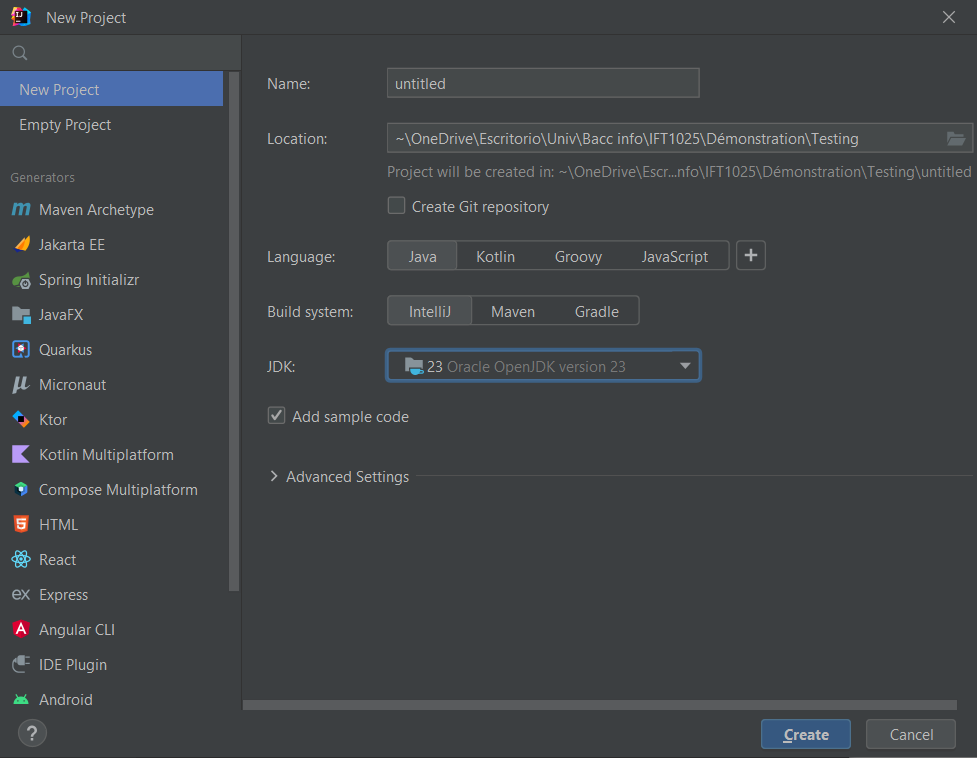 New Project
New Project
Empty Project
Generators
Maven Archetype
Jakarta EE
Spring Initializr
JavaFX
Quarkus
Micronaut
Ktor
Kotlin Multiplatform
Compose Multiplatform
HTML
React
ex Express
Angular CLI
IDE Plugin
Android
?
Name: untitled
Location: ~\OneDrive\Escritorio\Univ\Bacc info\IFT1025\Démonstration\Testing
Project will be created in: ~\OneDrive\Escr...nfo\IFT1025\Démonstration\Testing\untitled
Create Git repository
Language: Java Kotlin Groovy JavaScript +
Build system: IntelliJ Maven Gradle
JDK: 23 Oracle OpenJDK version 23
Add sample code
Advanced Settings
Create Cancel